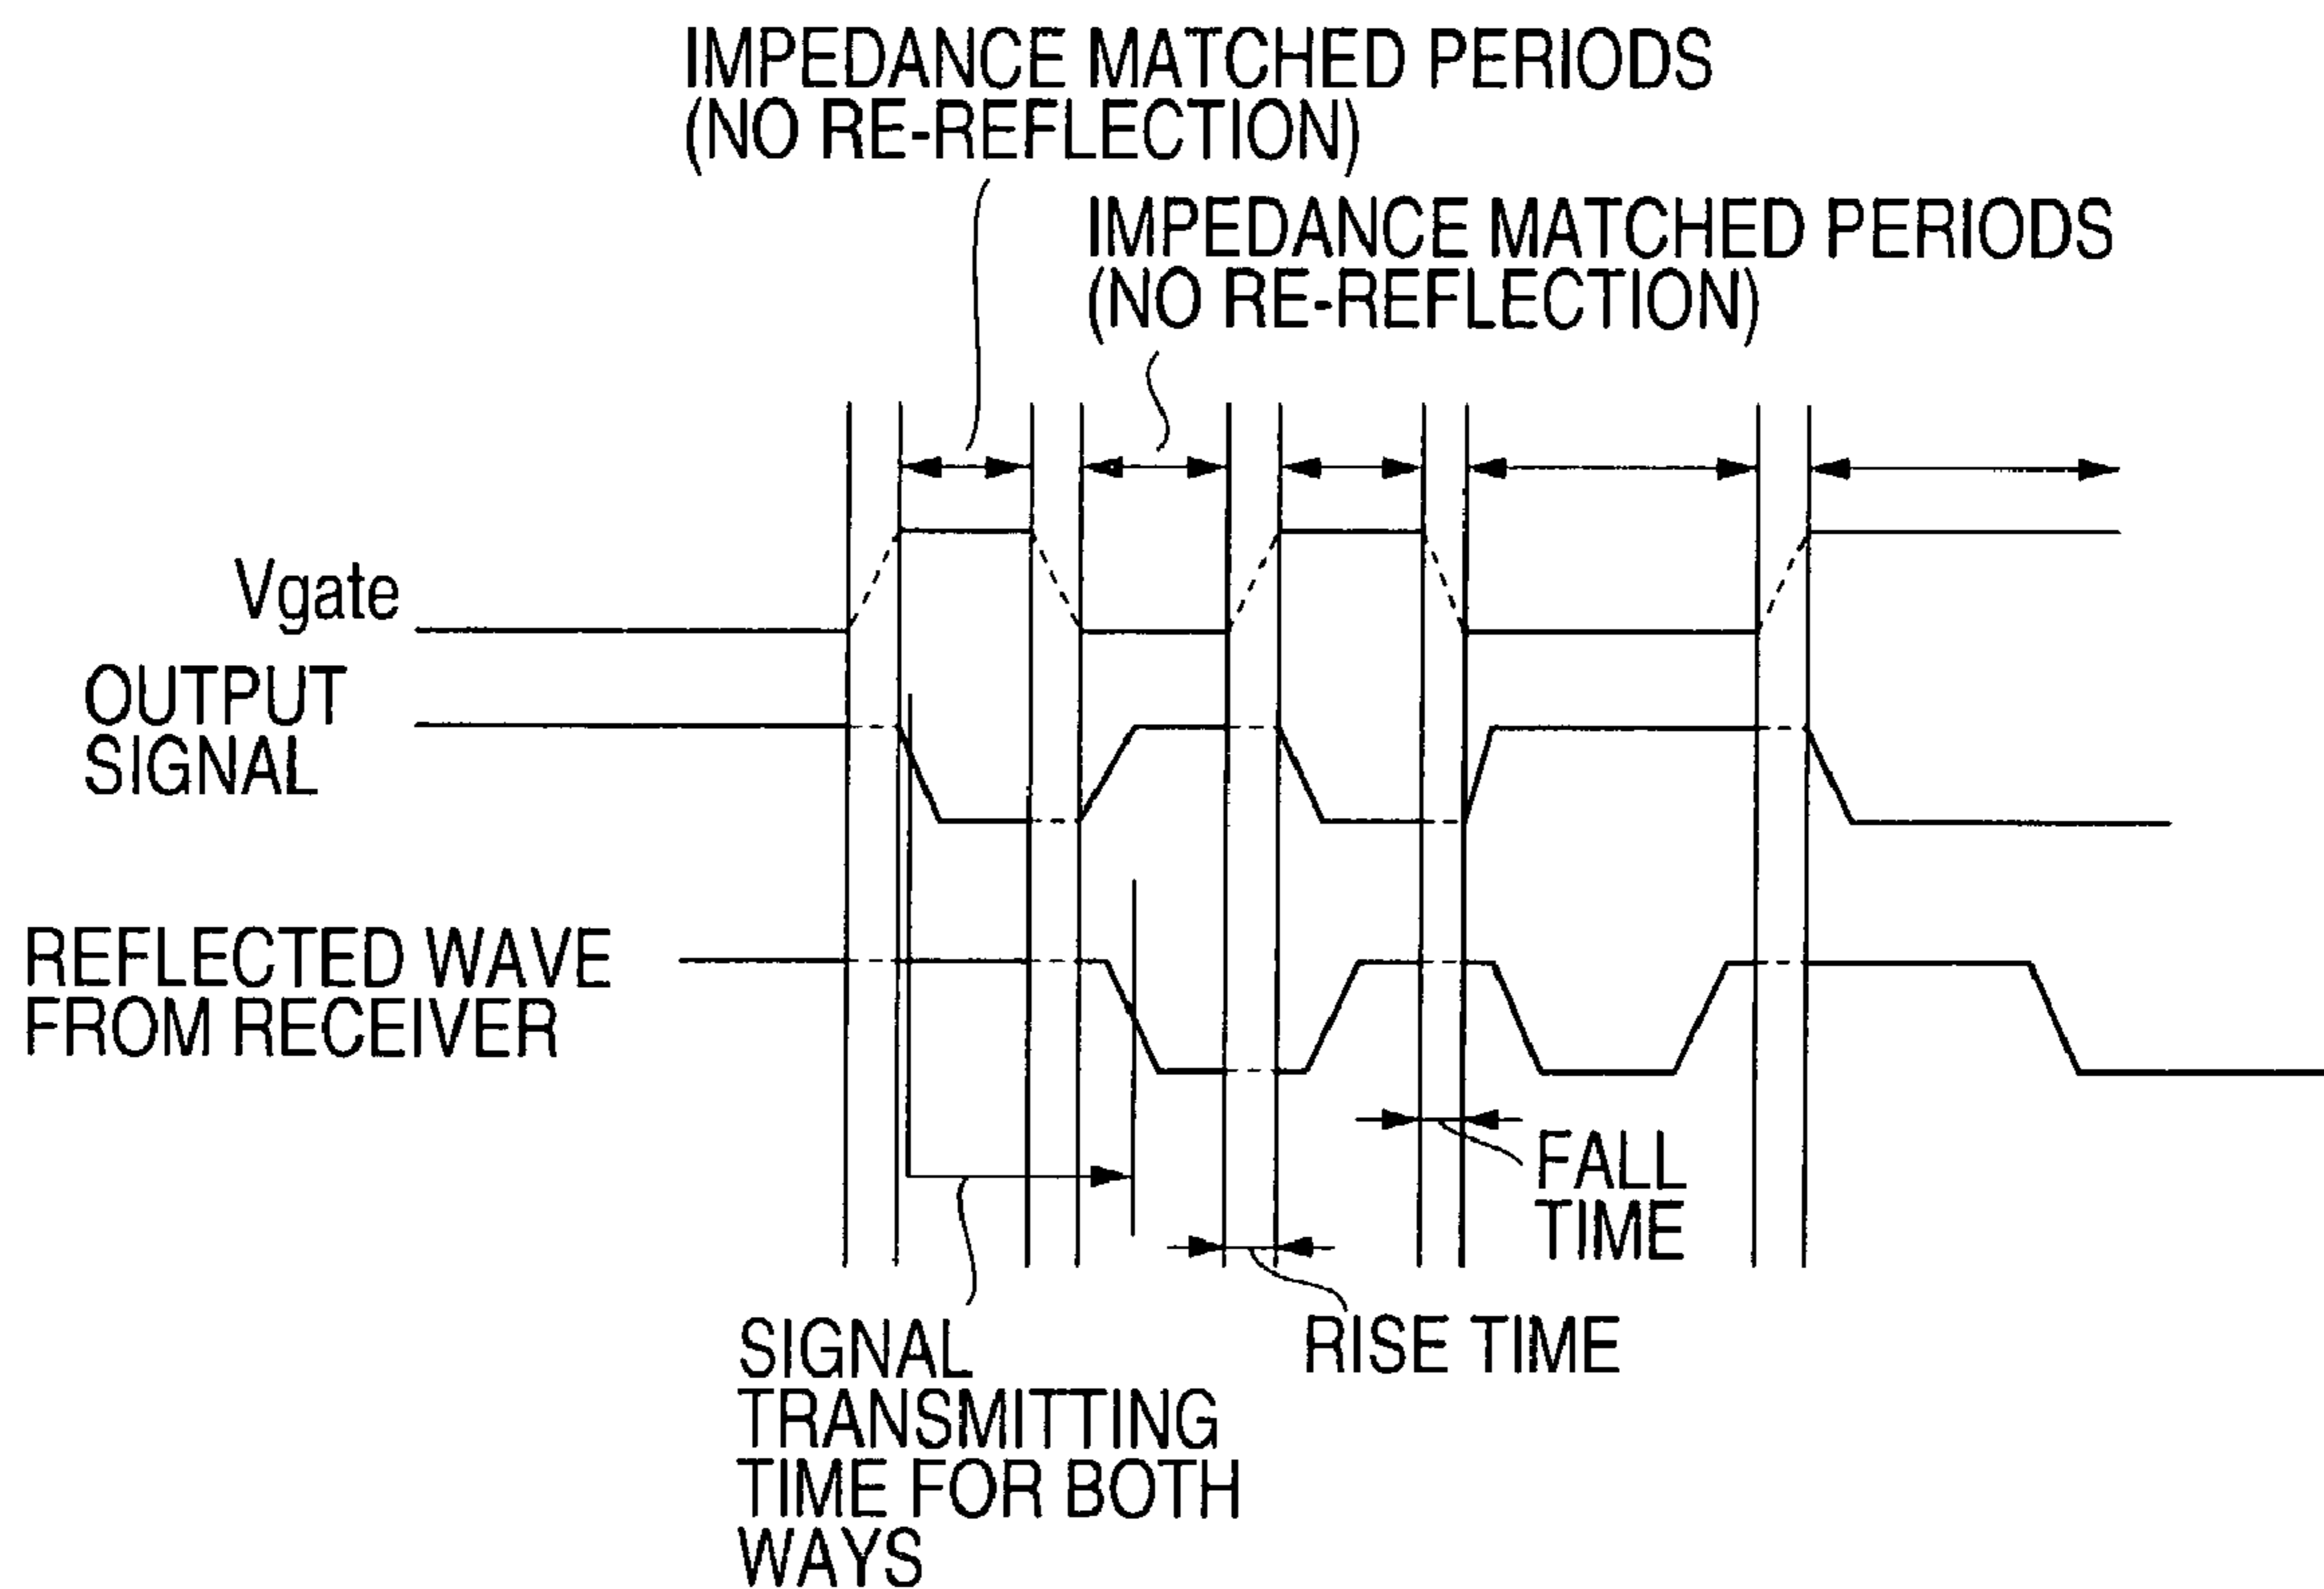 IMPEDANCE MATCHED PERIODS
(NO RE-REFLECTION)
IMPEDANCE MATCHED PERIODS
(NO RE-REFLECTION)
Vgate
OUTPUT
SIGNAL
REFLECTED WAVE
FROM RECEIVER
FALL
TIME
RISE TIME
SIGNAL
TRANSMITTING
TIME FOR BOTH
WAYS